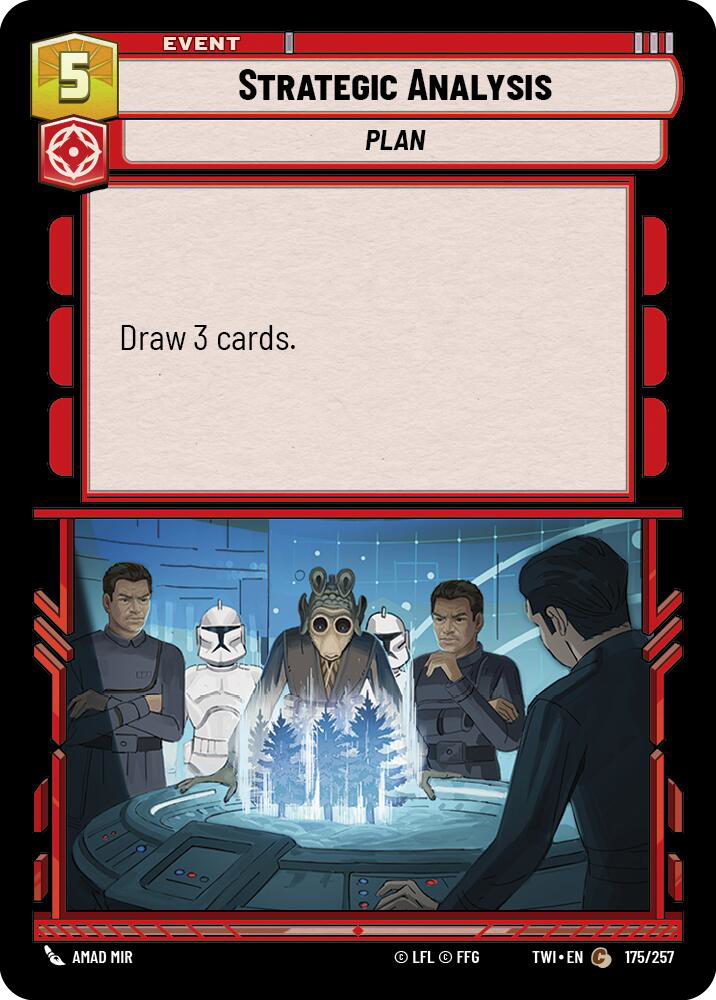 EVENT
5
STRATEGIC ANALYSIS
PLAN
Draw 3 cards.
AMAD MIR
© LFL © FFG
TWI•EN C 175/257